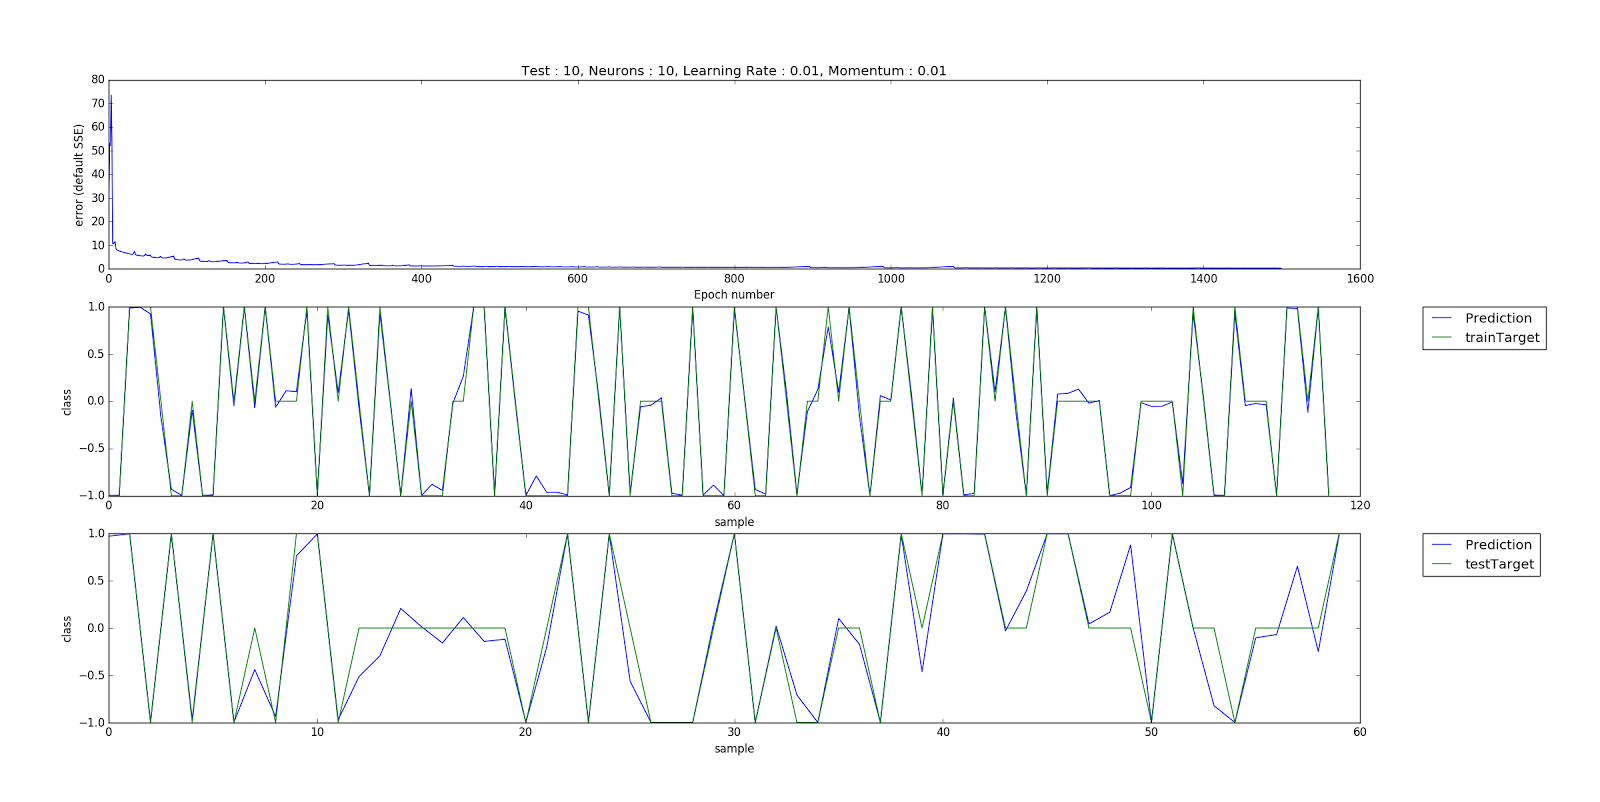 Test : 10, Neurons : 10, Learning Rate : 0.01, Momentum : 0.01
80
70
60
50
40
30
20
10
0
error (default SSE)
0 200 400 600 800 1000 1200 1400 1600
Epoch number
1.0
0.5
0.0
−0.5
−1.0
class
0 20 40 60 80 100 120
sample
Prediction
trainTarget
1.0
0.5
0.0
−0.5
−1.0
class
0 10 20 30 40 50 60
sample
Prediction
testTarget